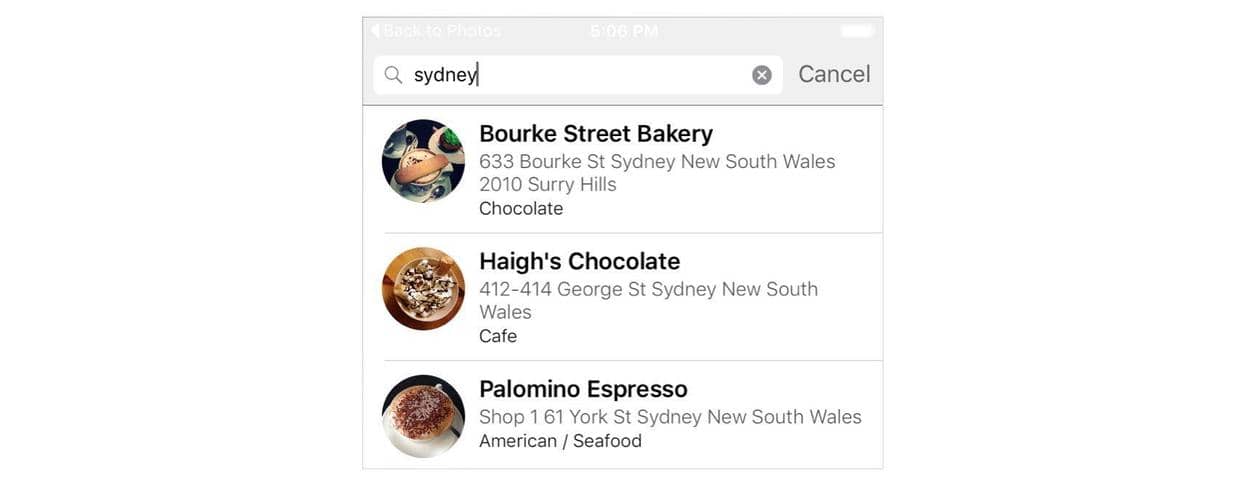 Back to Photos 5:06 PM
sydney Cancel
Bourke Street Bakery
633 Bourke St Sydney New South Wales
2010 Surry Hills
Chocolate
Haigh's Chocolate
412-414 George St Sydney New South
Wales
Cafe
Palomino Espresso
Shop 1 61 York St Sydney New South Wales
American / Seafood